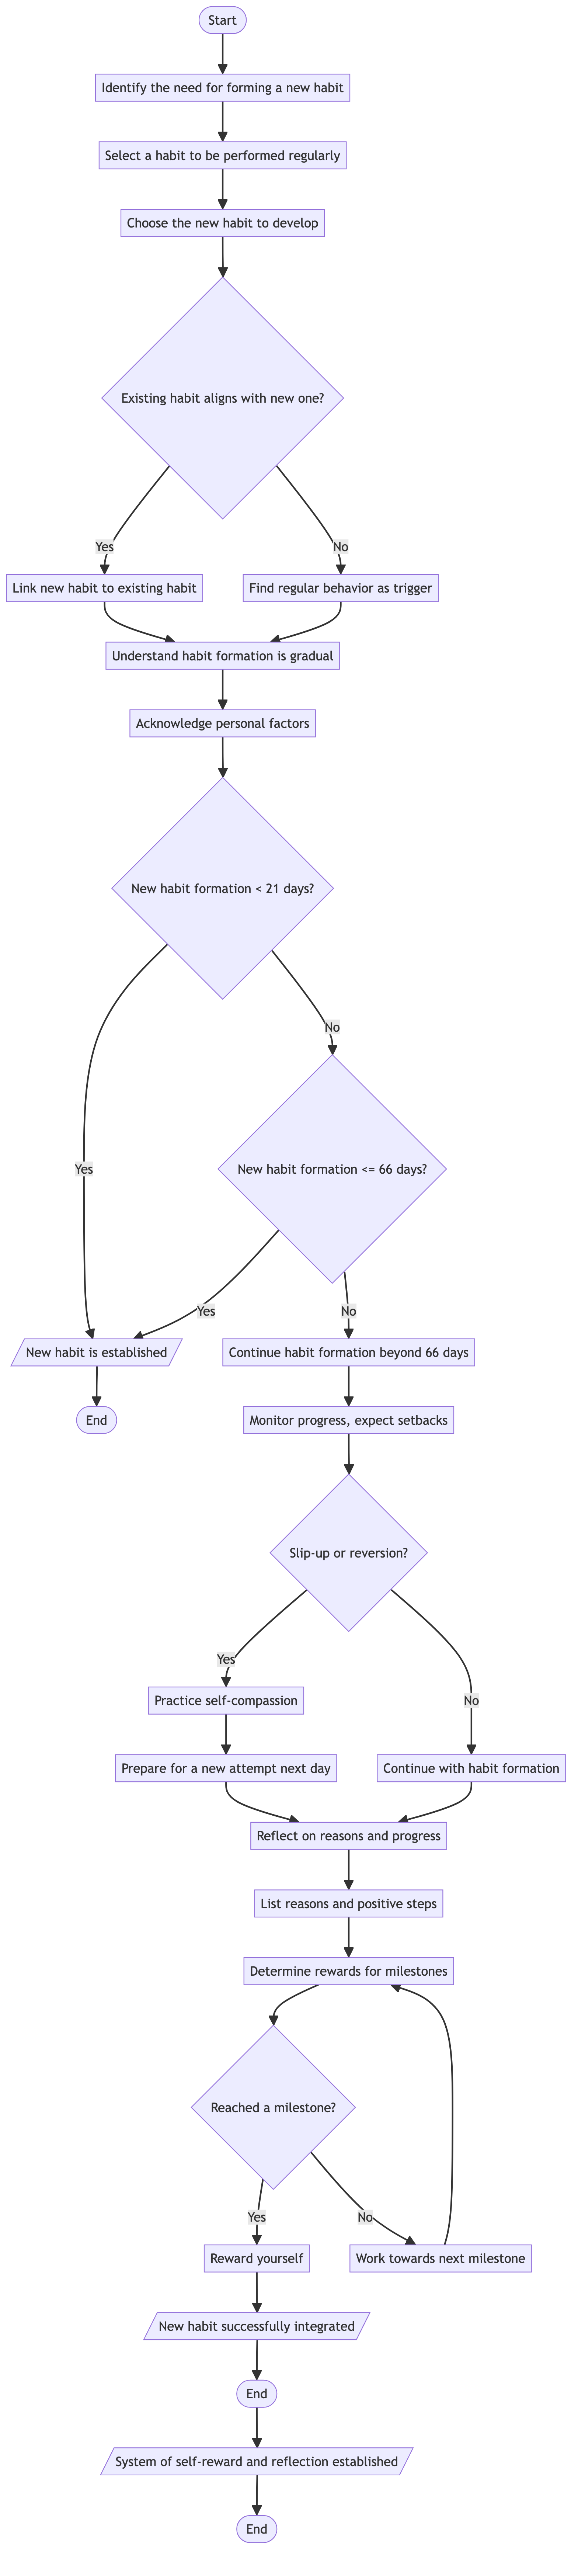 Start
Identify the need for forming a new habit
Select a habit to be performed regularly
Choose the new habit to develop
Existing habit aligns with new one?
Yes
No
Link new habit to existing habit
Find regular behavior as trigger
Understand habit formation is gradual
Acknowledge personal factors
New habit formation < 21 days?
No
Yes
New habit formation <= 66 days?
Yes
No
New habit is established
Continue habit formation beyond 66 days
End
Monitor progress, expect setbacks
Slip-up or reversion?
Yes
No
Practice self-compassion
Prepare for a new attempt next day
Continue with habit formation
Reflect on reasons and progress
List reasons and positive steps
Determine rewards for milestones
Reached a milestone?
Yes
No
Reward yourself
Work towards next milestone
New habit successfully integrated
End
System of self-reward and reflection established
End